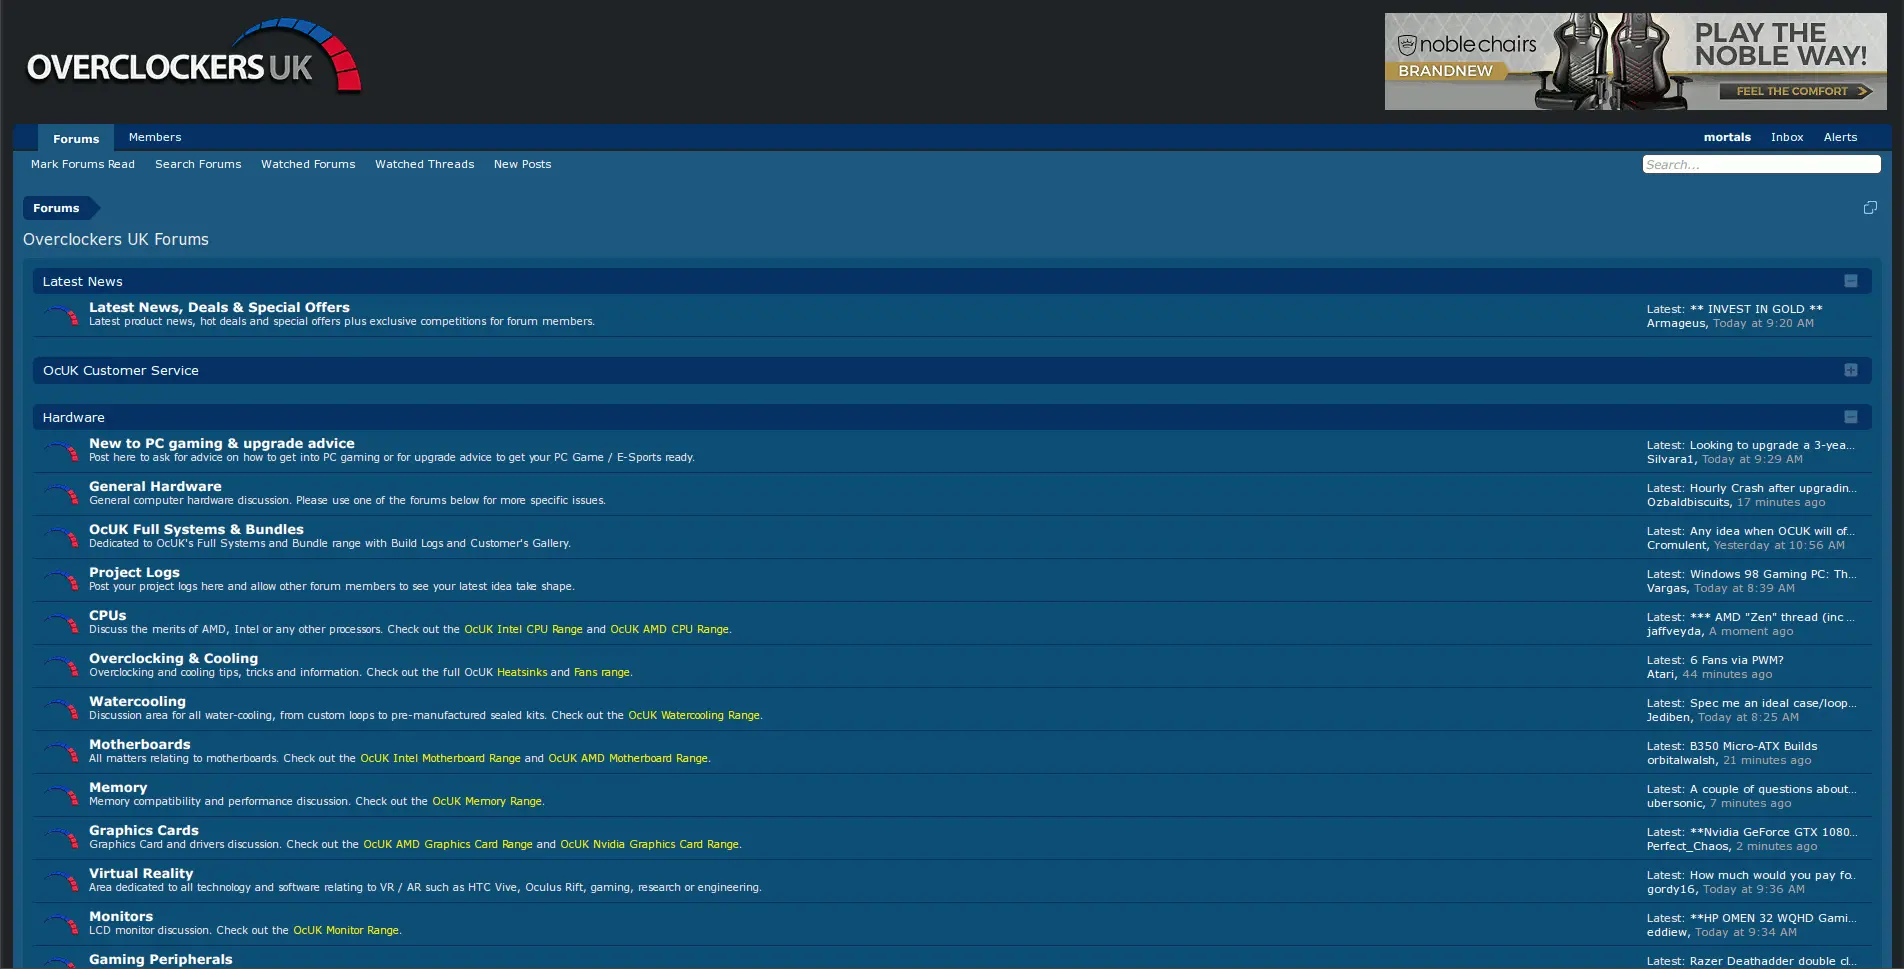 OVERCLOCKERS UK
noblechairs
BRANDNEW
PLAY THE
NOBLE WAY!
FEEL THE COMFORT
Forums
Members
mortals
Inbox
Alerts
Mark Forums Read
Search Forums
Watched Forums
Watched Threads
New Posts
Search...
Forums
Overclockers UK Forums
Latest News
Latest News, Deals & Special Offers
Latest product news, hot deals and special offers plus exclusive competitions for forum members.
Latest: ** INVEST IN GOLD **
Armageus, Today at 9:20 AM
OcUK Customer Service
Hardware
New to PC gaming & upgrade advice
Post here to ask for advice on how to get into PC gaming or for upgrade advice to get your PC Game / E-Sports ready.
Latest: Looking to upgrade a 3-yea...
Silvara1, Today at 9:29 AM
General Hardware
General computer hardware discussion. Please use one of the forums below for more specific issues.
Latest: Hourly Crash after upgradin...
Ozbaldbiscuits, 17 minutes ago
OcUK Full Systems & Bundles
Dedicated to OcUK's Full Systems and Bundle range with Build Logs and Customer's Gallery.
Latest: Any idea when OCUK will of...
Cromulent, Yesterday at 10:56 AM
Project Logs
Post your project logs here and allow other forum members to see your latest idea take shape.
Latest: Windows 98 Gaming PC: Th...
Vargas, Today at 8:39 AM
CPUs
Discuss the merits of AMD, Intel or any other processors. Check out the OcUK Intel CPU Range and OcUK AMD CPU Range.
Latest: *** AMD "Zen" thread (inc ...
jaffveyda, A moment ago
Overclocking & Cooling
Overclocking and cooling tips, tricks and information. Check out the full OcUK Heatsinks and Fans range.
Latest: 6 Fans via PWM?
Atari, 44 minutes ago
Watercooling
Discussion area for all water-cooling, from custom loops to pre-manufactured sealed kits. Check out the OcUK Watercooling Range.
Latest: Spec me an ideal case/loop...
Jediben, Today at 8:25 AM
Motherboards
All matters relating to motherboards. Check out the OcUK Intel Motherboard Range and OcUK AMD Motherboard Range.
Latest: B350 Micro-ATX Builds
orbitalwalsh, 21 minutes ago
Memory
Memory compatibility and performance discussion. Check out the OcUK Memory Range.
Latest: A couple of questions about...
ubersonic, 7 minutes ago
Graphics Cards
Graphics Card and drivers discussion. Check out the OcUK AMD Graphics Card Range and OcUK Nvidia Graphics Card Range.
Latest: **Nvidia GeForce GTX 1080...
Perfect_Chaos, 2 minutes ago
Virtual Reality
Area dedicated to all technology and software relating to VR / AR such as HTC Vive, Oculus Rift, gaming, research or engineering.
Latest: How much would you pay fo..
gordy16, Today at 9:36 AM
Monitors
LCD monitor discussion. Check out the OcUK Monitor Range.
Latest: **HP OMEN 32 WQHD Gami...
eddiew, Today at 9:34 AM
Gaming Peripherals
Latest: Razer Deathadder double cl...